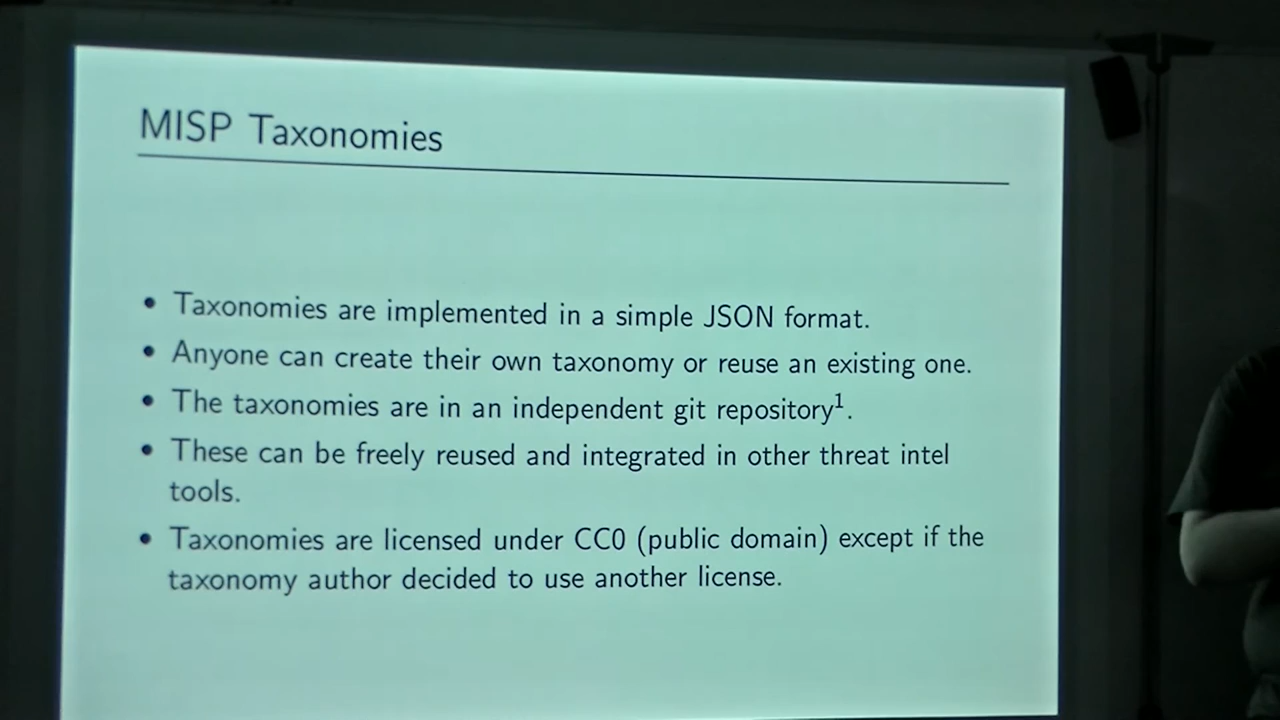 MISP Taxonomies
• Taxonomies are implemented in a simple JSON format.
• Anyone can create their own taxonomy or reuse an existing one.
• The taxonomies are in an independent git repository¹.
• These can be freely reused and integrated in other threat intel
tools.
• Taxonomies are licensed under CC0 (public domain) except if the
taxonomy author decided to use another license.